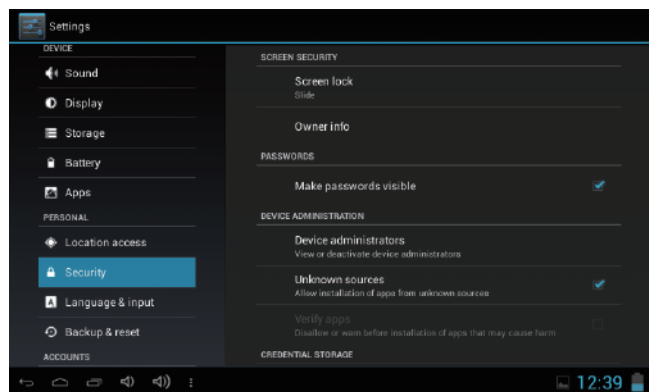 Settings
DEVICE
Sound
Display
Storage
Battery
Apps
PERSONAL
Location access
Security
Language & input
Backup & reset
ACCOUNTS
SCREEN SECURITY
Screen lock
Slide
Owner info
PASSWORDS
Make passwords visible
DEVICE ADMINISTRATION
Device administrators
View or deactivate device administrators
Unknown sources
Allow installation of apps from unknown sources
Verify apps
Disallow or warn before installation of apps that may cause harm
CREDENTIAL STORAGE
12:39